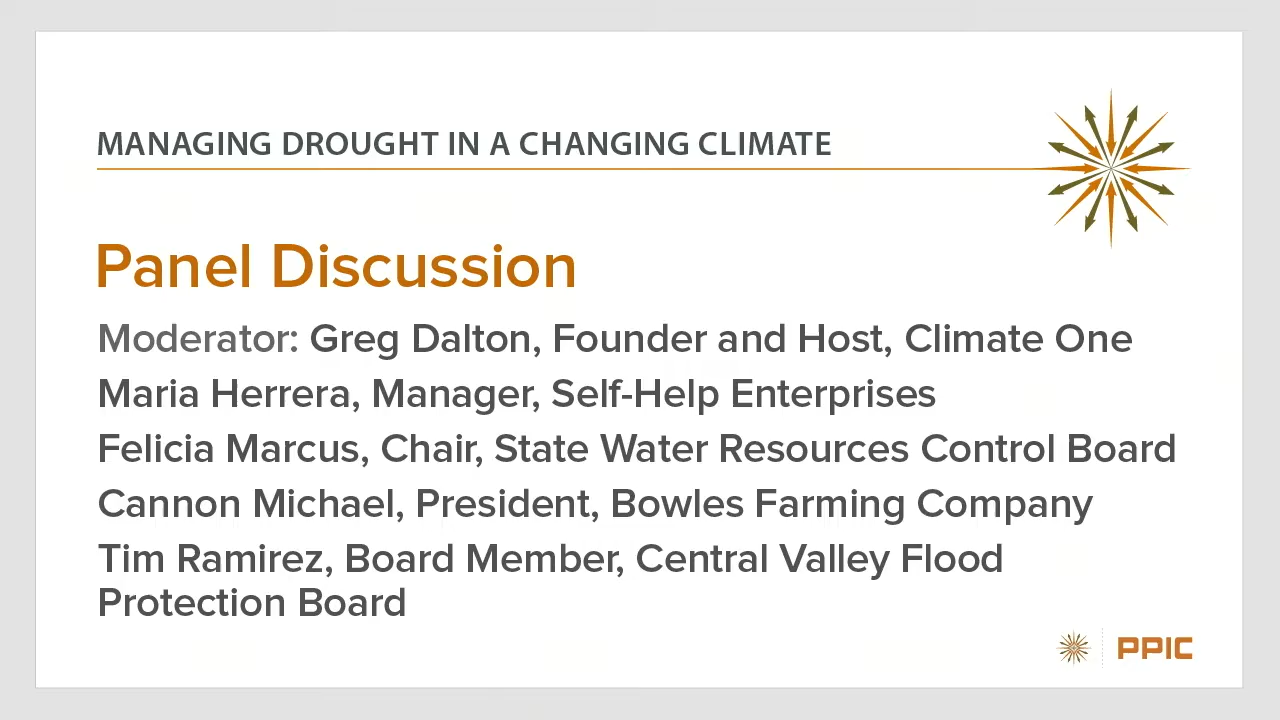 MANAGING DROUGHT IN A CHANGING CLIMATE
Panel Discussion
Moderator: Greg Dalton, Founder and Host, Climate One
Maria Herrera, Manager, Self-Help Enterprises
Felicia Marcus, Chair, State Water Resources Control Board
Cannon Michael, President, Bowles Farming Company
Tim Ramirez, Board Member, Central Valley Flood
Protection Board
PPIC